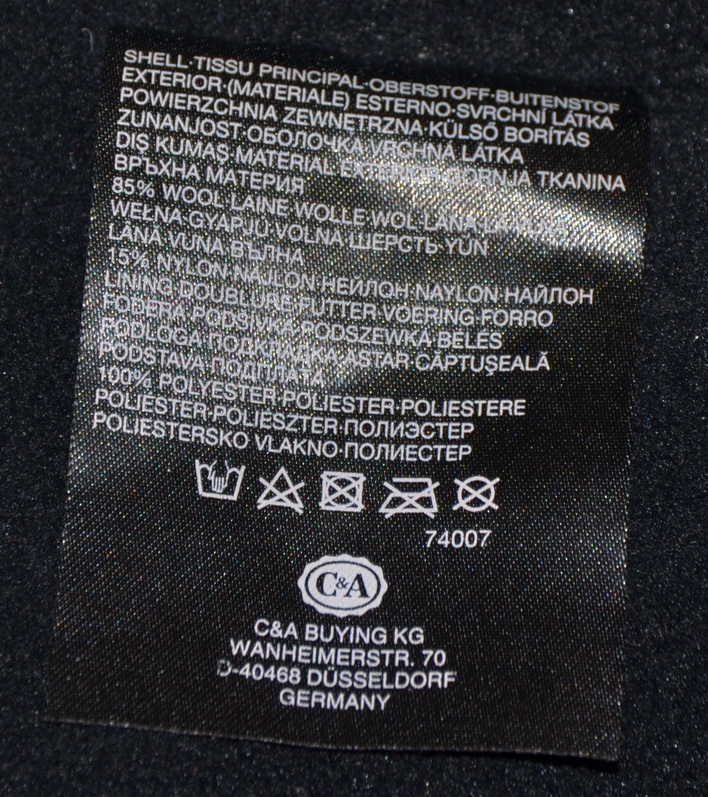 SHELL·TISSU PRINCIPAL·OBERSTOFF·BUITENSTOF
EXTERIOR·(MATERIALE) ESTERNO·SVRCHNÍ LÁTKA
POWIERZCHNIA ZEWNĘTRZNA·KÜLSŐ BORÍTÁS
ZUNANJOST·ОБОЛОЧКА VRCHNÁ LÁTKA
DIŞ KUMAŞ MATERIAL EXTERIOR·GORNJA TKANINA
ВРЪХНА МАТЕРИЯ
85% WOOL LAINE WOLLE WOL·LANA
WEŁNA·GYAPJÚ·VOLNA·ШЕРСТЬ·YÜN
LÂNĂ·VUNA·ВЪЛНА
15% NYLON·NAJLON·НЕЙЛОН·NAYLON·НАЙЛОН
LINING·DOUBLURE·FUTTER·VOERING·FORRO
FODERA·PODŠÍVKA·PODSZEWKA·BÉLÉS
PODLOGA·ПОДКЛАДКА·ASTAR·CĂPTUŞEALĂ
PODSTAVA·ПОДПЛАТА
100% POLYESTER·POLIESTER·POLIESTERE
POLIÉSTER·POLIÉSZTER·ПОЛИЭСТЕР
POLIESTERSKO VLAKNO·ПОЛИЕСТЕР
74007
C&A
C&A BUYING KG
WANHEIMERSTR. 70
D-40468 DÜSSELDORF
GERMANY